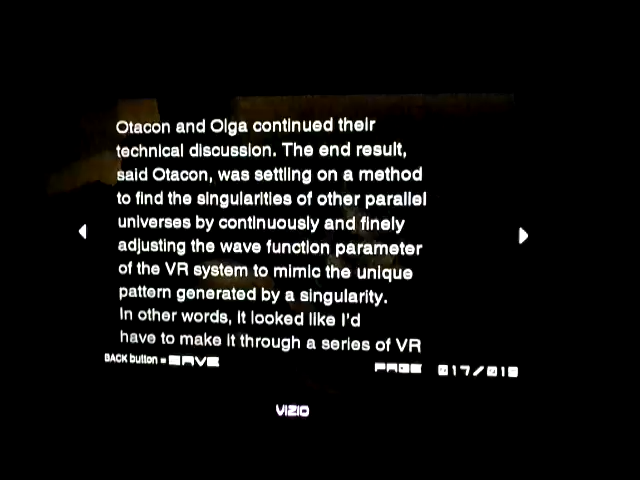 Otacon and Olga continued their
technical discussion. The end result,
said Otacon, was settling on a method
to find the singularities of other parallel
universes by continuously and finely
adjusting the wave function parameter
of the VR system to mimic the unique
pattern generated by a singularity.
In other words, it looked like I'd
have to make it through a series of VR
BACK button = SAVE
PAGE 017/018
VIZIO